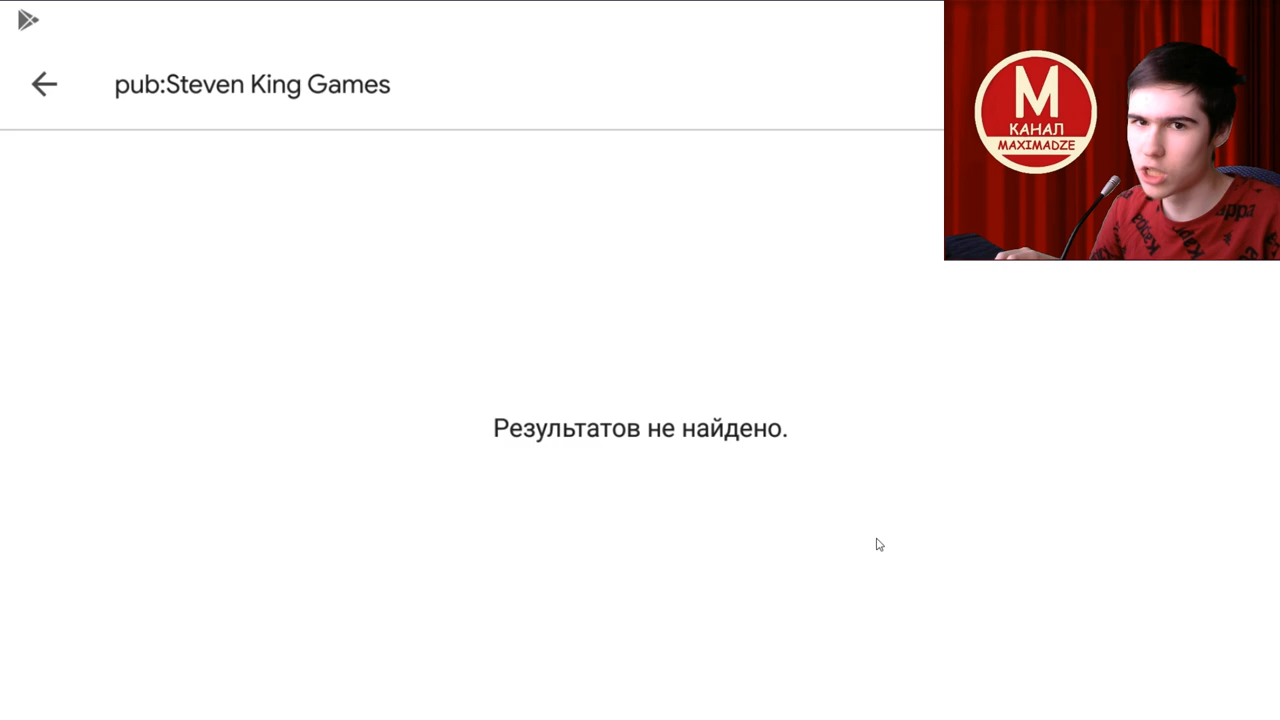 pub:Steven King Games
М
КАНАЛ
MAXIMADZE
Результатов не найдено.